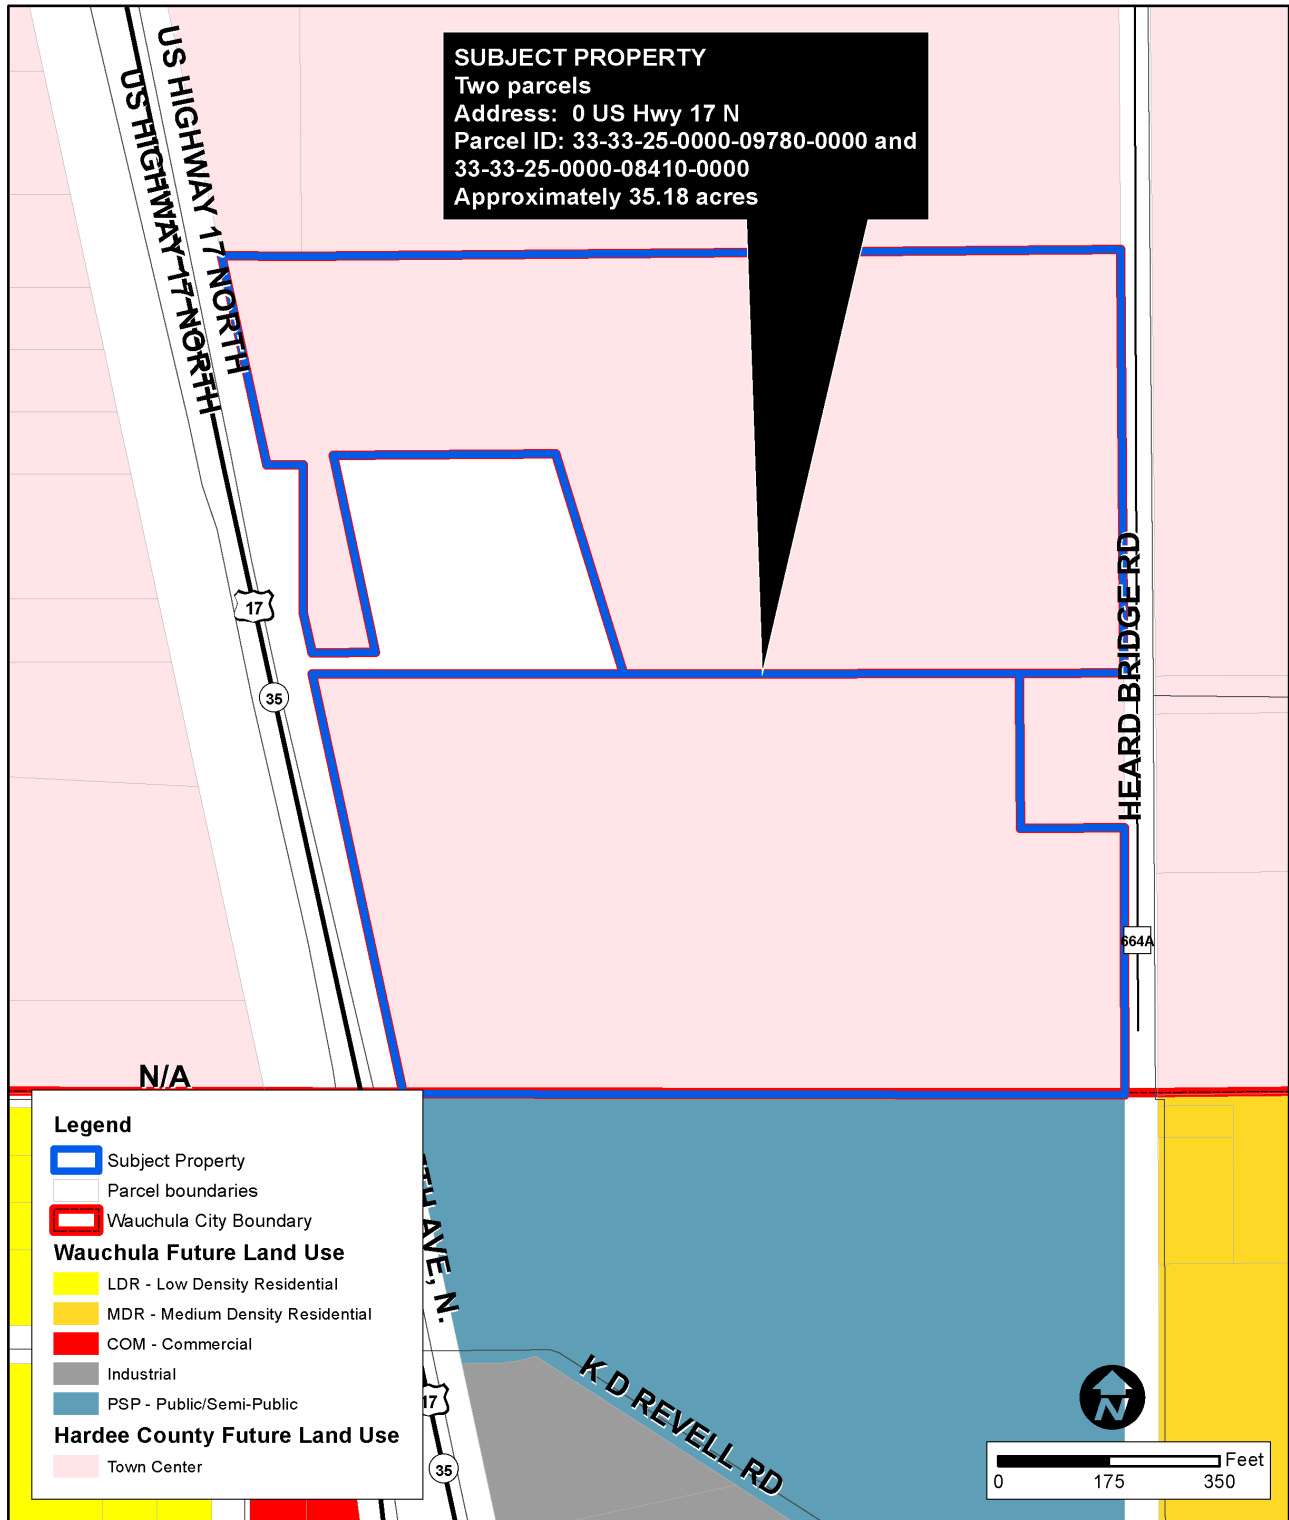 US HIGHWAY 17 NORTH
US HIGHWAY 17 NORTH
SUBJECT PROPERTY
Two parcels
Address: 0 US Hwy 17 N
Parcel ID: 33-33-25-0000-09780-0000 and
33-33-25-0000-08410-0000
Approximately 35.18 acres
17
35
HEARD BRIDGE RD
664A
N/A
Legend
Subject Property
Parcel boundaries
Wauchula City Boundary
Wauchula Future Land Use
LDR - Low Density Residential
MDR - Medium Density Residential
COM - Commercial
Industrial
PSP - Public/Semi-Public
Hardee County Future Land Use
Town Center
TH AVE, N.
17
35
K D REVELL RD
N
Feet
0 175 350